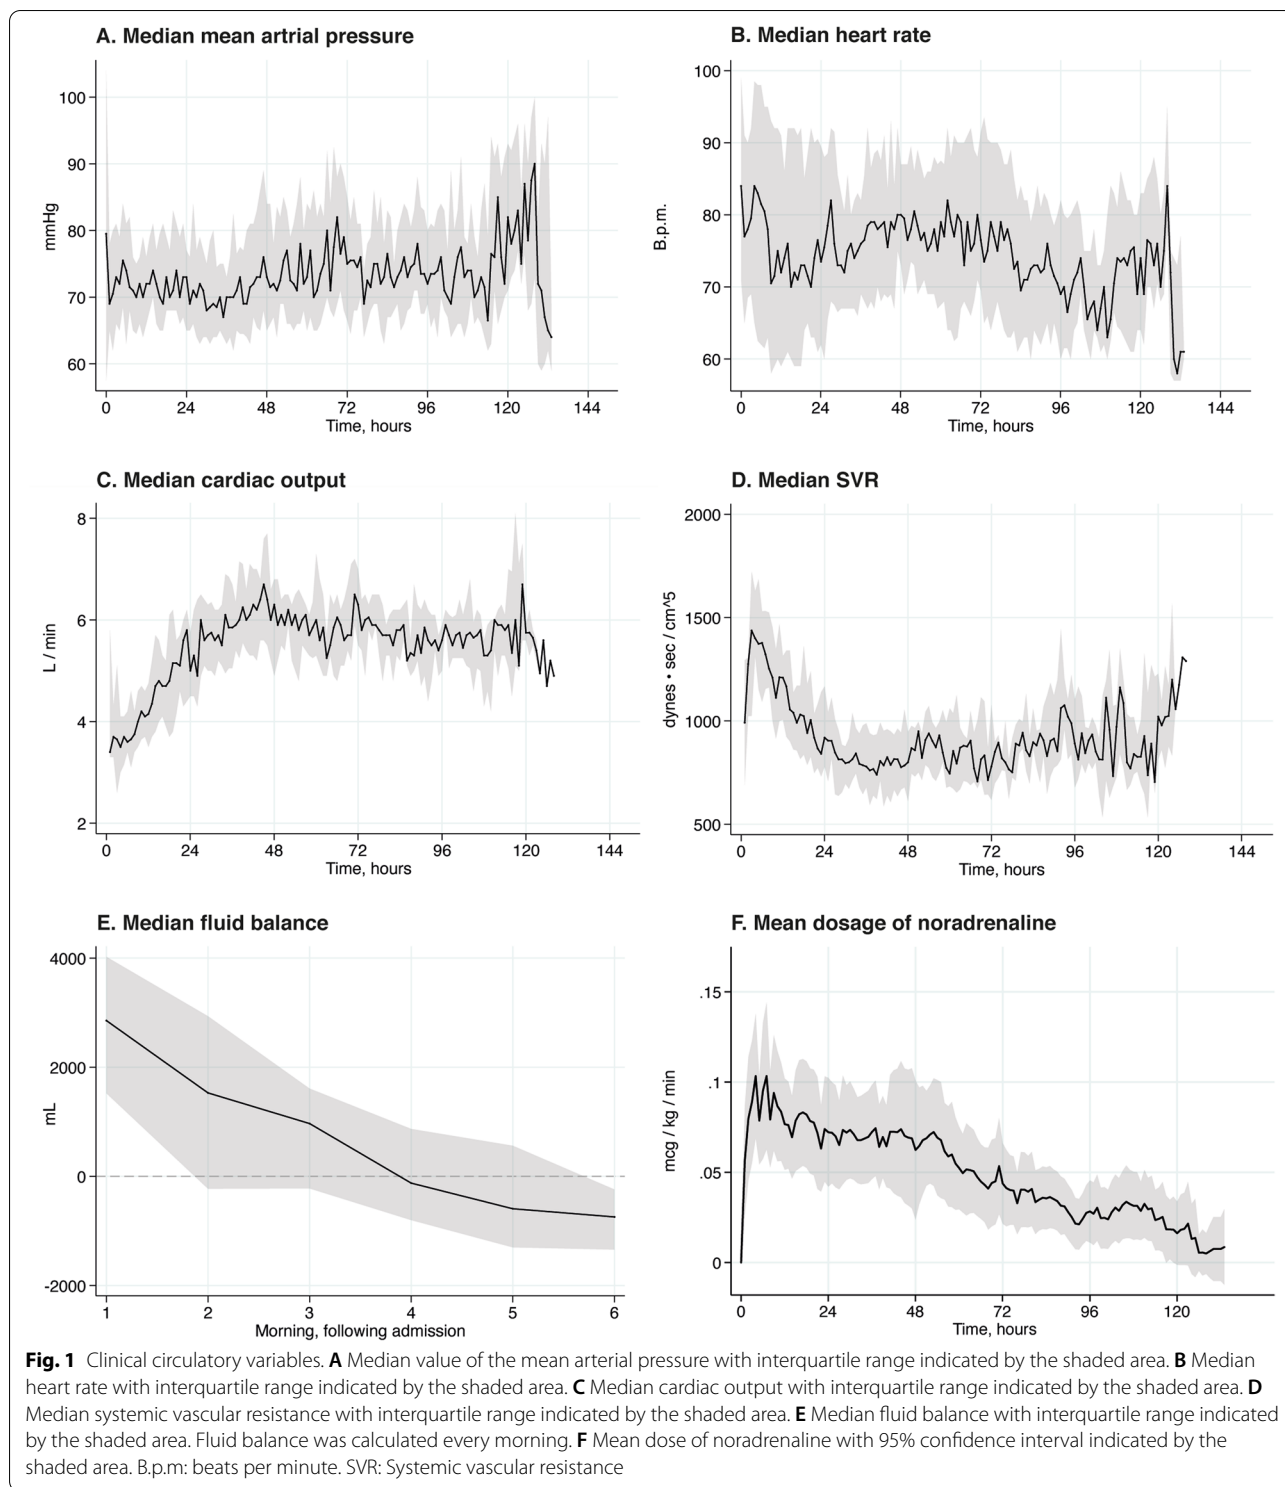 A. Median mean artrial pressure
mmHg
100
90
80
70
60
0 24 48 72 96 120 144
Time, hours
B. Median heart rate
B.p.m.
100
90
80
70
60
0 24 48 72 96 120 144
Time, hours
C. Median cardiac output
L / min
8
6
4
2
0 24 48 72 96 120 144
Time, hours
D. Median SVR
dynes • sec / cm^5
2000
1500
1000
500
0 24 48 72 96 120 144
Time, hours
E. Median fluid balance
mL
4000
2000
0
-2000
1 2 3 4 5 6
Morning, following admission
F. Mean dosage of noradrenaline
mcg / kg / min
.15
.1
.05
0
0 24 48 72 96 120
Time, hours
Fig. 1 Clinical circulatory variables. A Median value of the mean arterial pressure with interquartile range indicated by the shaded area. B Median
heart rate with interquartile range indicated by the shaded area. C Median cardiac output with interquartile range indicated by the shaded area. D
Median systemic vascular resistance with interquartile range indicated by the shaded area. E Median fluid balance with interquartile range indicated
by the shaded area. Fluid balance was calculated every morning. F Mean dose of noradrenaline with 95% confidence interval indicated by the
shaded area. B.p.m: beats per minute. SVR: Systemic vascular resistance